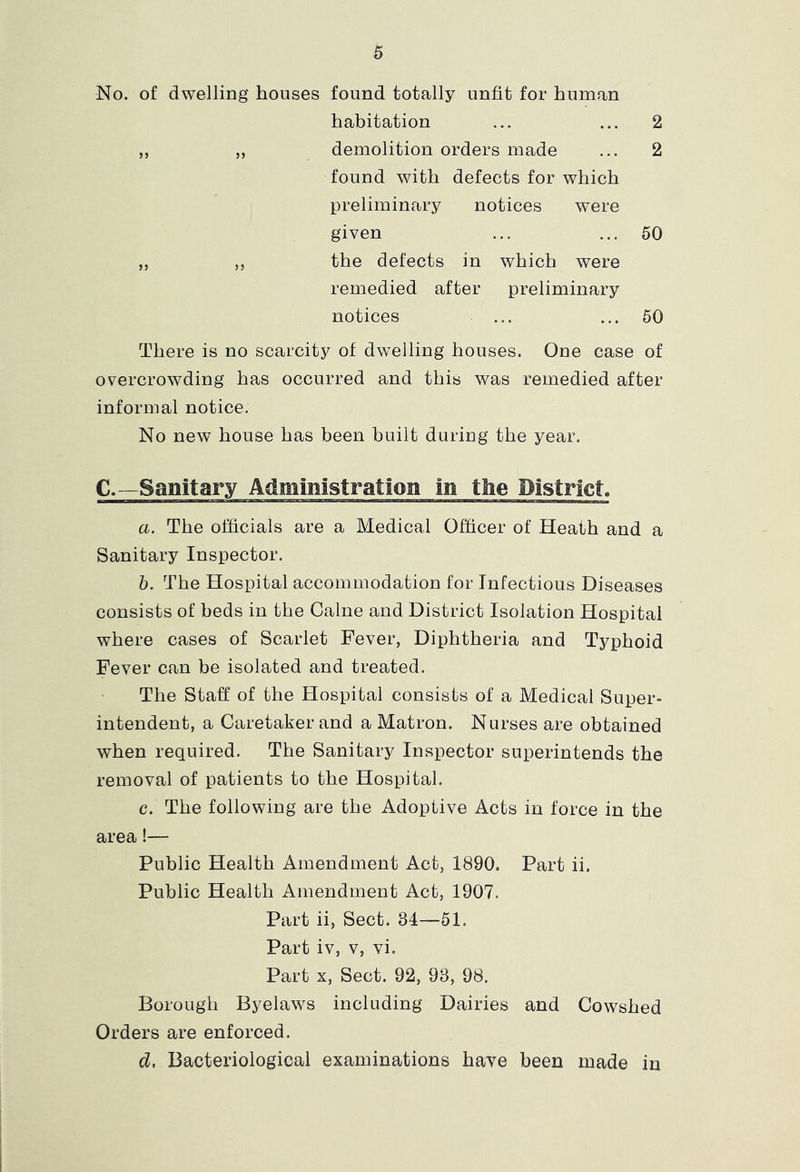 5
No. of dwelling houses found totally unfit for human
habitation ... ... 2
,, ,, demolition orders made ... 2
found with defects for which
preliminary notices were
given ... ... 50
,, ,, the defects in which were
remedied after preliminary
notices ... ... 50
There is no scarcity of dwelling houses. One case of
overcrowding has occurred and this was remedied after
informal notice.
No new house has been built during the year.
C.—Sanitary Administration in the District.
a. The officials are a Medical Officer of Heath and a
Sanitary Inspector.
b. The Hospital accommodation for Infectious Diseases
consists of beds in the Calne and District Isolation Hospital
where cases of Scarlet Fever, Diphtheria and Typhoid
Fever can be isolated and treated.
The Staff of the Hospital consists of a Medical Super-
intendent, a Caretaker and a Matron. Nurses are obtained
when required. The Sanitary Inspector superintends the
removal of patients to the Hospital.
c. The following are the Adoptive Acts in force in the
area !—
Public Health Amendment Act, 1890. Part ii.
Public Health Amendment Act, 1907.
Part ii, Sect. 34—51.
Part iv, v, vi.
Part x, Sect. 92, 93, 98.
Borough Byelaws including Dairies and Cowshed
Orders are enforced.
d. Bacteriological examinations have been made in